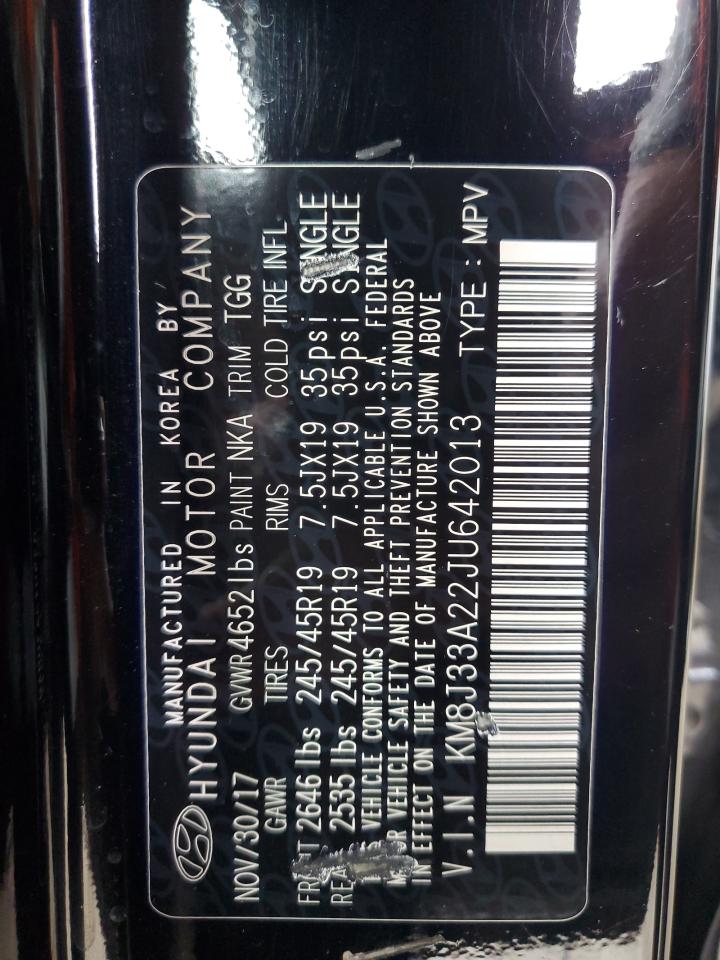 MANUFACTURED IN KOREA BY
HYUNDAI MOTOR COMPANY
NOV/30/17 GVWR 4652 lbs PAINT NKA TRIM TGG
GAWR TIRES RIMS COLD TIRE INFL.
2646 lbs 245/45R19 7.5JX19 35psi
2535 lbs 245/45R19 7.5JX19 35psi
VEHICLE CONFORMS TO ALL APPLICABLE U.S.A. FEDERAL
VEHICLE SAFETY AND THEFT PREVENTION STANDARDS
IN EFFECT ON THE DATE OF MANUFACTURE SHOWN ABOVE
V.I.N KM8J33A22JU642013 TYPE : MPV